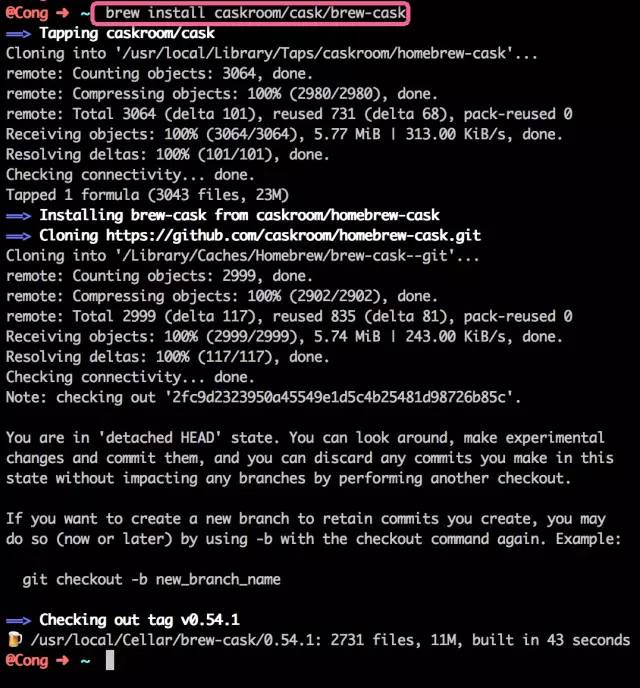 @Cong ➜ ~ brew install caskroom/cask/brew-cask
==> Tapping caskroom/cask
Cloning into '/usr/local/Library/Taps/caskroom/homebrew-cask'...
remote: Counting objects: 3064, done.
remote: Compressing objects: 100% (2980/2980), done.
remote: Total 3064 (delta 101), reused 731 (delta 68), pack-reused 0
Receiving objects: 100% (3064/3064), 5.77 MiB | 313.00 KiB/s, done.
Resolving deltas: 100% (101/101), done.
Checking connectivity... done.
Tapped 1 formula (3043 files, 23M)
==> Installing brew-cask from caskroom/homebrew-cask
==> Cloning https://github.com/caskroom/homebrew-cask.git
Cloning into '/Library/Caches/Homebrew/brew-cask--git'...
remote: Counting objects: 2999, done.
remote: Compressing objects: 100% (2902/2902), done.
remote: Total 2999 (delta 117), reused 835 (delta 81), pack-reused 0
Receiving objects: 100% (2999/2999), 5.74 MiB | 243.00 KiB/s, done.
Resolving deltas: 100% (117/117), done.
Checking connectivity... done.
Note: checking out '2fc9d2323950a45549e1d5c4b25481d98726b85c'.

You are in 'detached HEAD' state. You can look around, make experimental
changes and commit them, and you can discard any commits you make in this
state without impacting any branches by performing another checkout.

If you want to create a new branch to retain commits you create, you may
do so (now or later) by using -b with the checkout command again. Example:

  git checkout -b new_branch_name

==> Checking out tag v0.54.1
🍺 /usr/local/Cellar/brew-cask/0.54.1: 2731 files, 11M, built in 43 seconds
@Cong ➜ ~